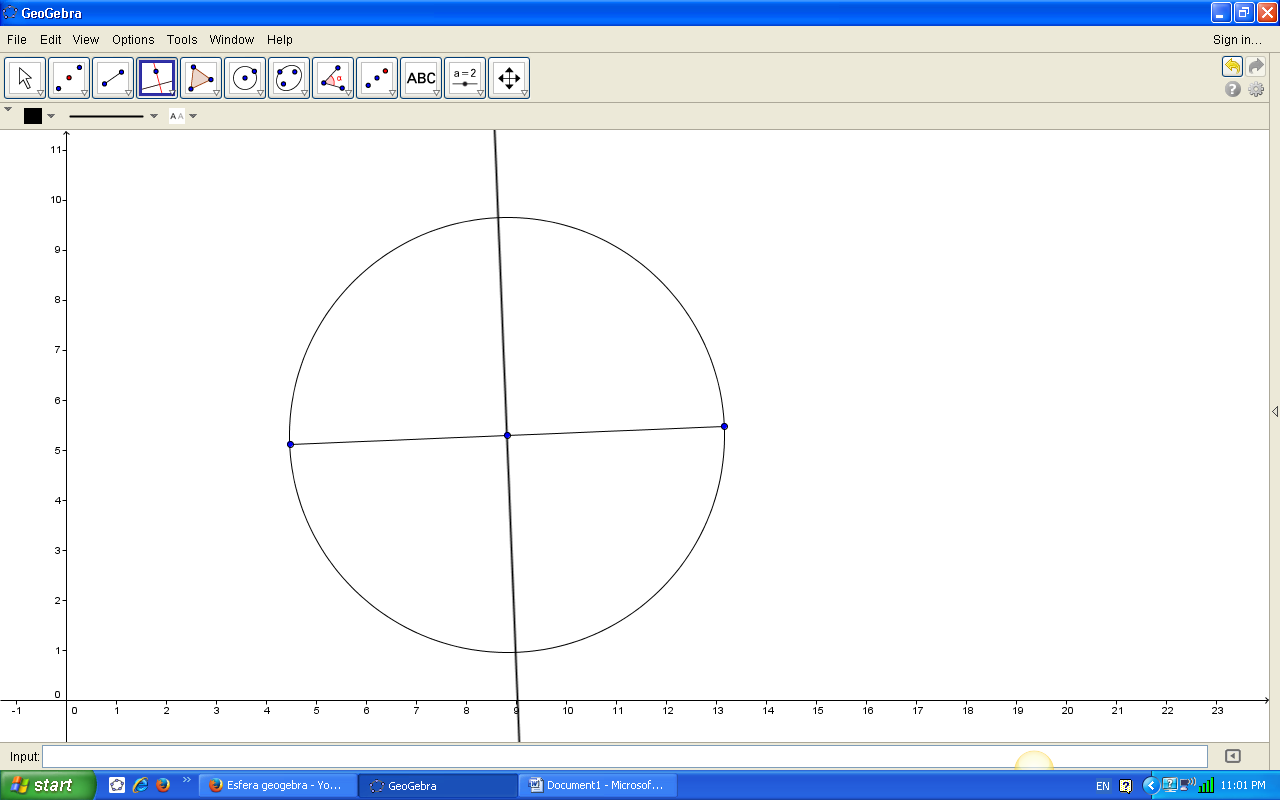 GeoGebra
File Edit View Options Tools Window Help Sign in...
α ABC a=2
AA
11
10
9
8
7
6
5
4
3
2
1
0
-1 0 1 2 3 4 5 6 7 8 9 10 11 12 13 14 15 16 17 18 19 20 21 22 23
Input:
start Esfera geogebra - Yo... GeoGebra Document1 - Microsof... EN 11:01 PM